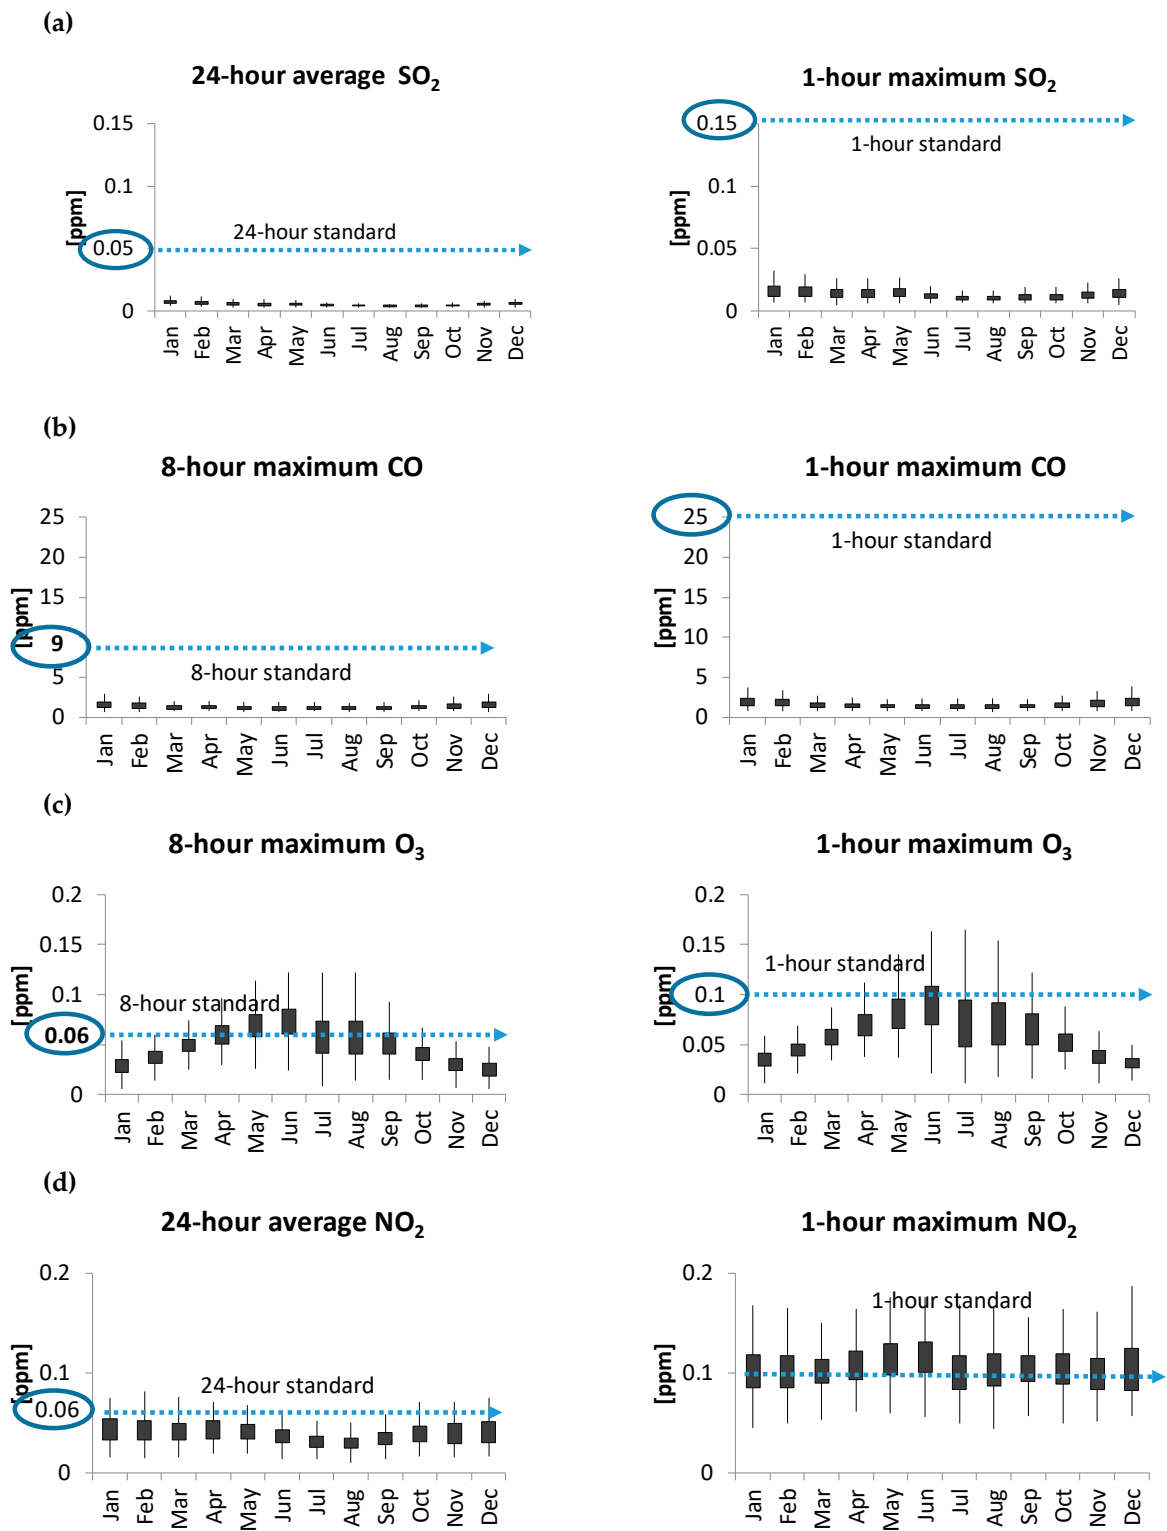 (a)
24-hour average SO₂
0.15
0.1
0.05
0
[ppm]
24-hour standard
Jan Feb Mar Apr May Jun Jul Aug Sep Oct Nov Dec
1-hour maximum SO₂
0.15
0.1
0.05
0
[ppm]
1-hour standard
Jan Feb Mar Apr May Jun Jul Aug Sep Oct Nov Dec
(b)
8-hour maximum CO
25
20
15
9
5
0
[ppm]
8-hour standard
Jan Feb Mar Apr May Jun Jul Aug Sep Oct Nov Dec
1-hour maximum CO
25
20
15
10
5
0
[ppm]
1-hour standard
Jan Feb Mar Apr May Jun Jul Aug Sep Oct Nov Dec
(c)
8-hour maximum O₃
0.2
0.15
0.1
0.06
0
[ppm]
8-hour standard
Jan Feb Mar Apr May Jun Jul Aug Sep Oct Nov Dec
1-hour maximum O₃
0.2
0.15
0.1
0.05
0
[ppm]
1-hour standard
Jan Feb Mar Apr May Jun Jul Aug Sep Oct Nov Dec
(d)
24-hour average NO₂
0.2
0.1
0.06
0
[ppm]
24-hour standard
Jan Feb Mar Apr May Jun Jul Aug Sep Oct Nov Dec
1-hour maximum NO₂
0.2
0.1
0
[ppm]
1-hour standard
Jan Feb Mar Apr May Jun Jul Aug Sep Oct Nov Dec